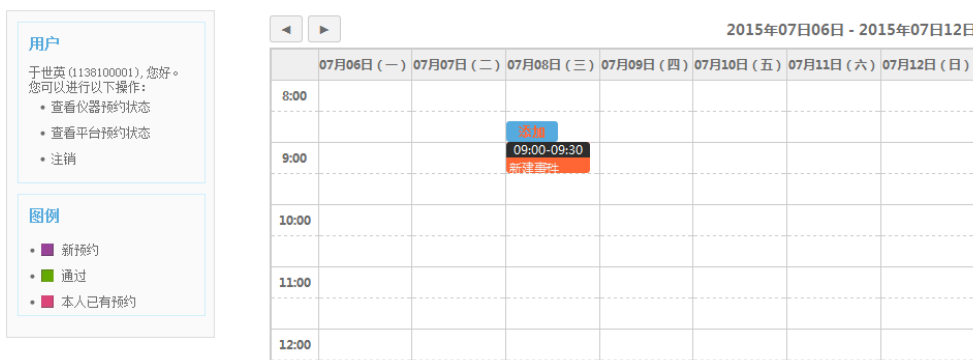 用户
于世英(1138100001),您好。
您可以进行以下操作:
查看仪器预约状态
查看平台预约状态
注销
图例
新预约
通过
本人已有预约
◄ ►
2015年07月06日 - 2015年07月12日
07月06日 ( 一 ) 07月07日 ( 二 ) 07月08日 ( 三 ) 07月09日 ( 四 ) 07月10日 ( 五 ) 07月11日 ( 六 ) 07月12日 ( 日 )
8:00
添加
09:00-09:30
9:00
新建事件
10:00
11:00
12:00